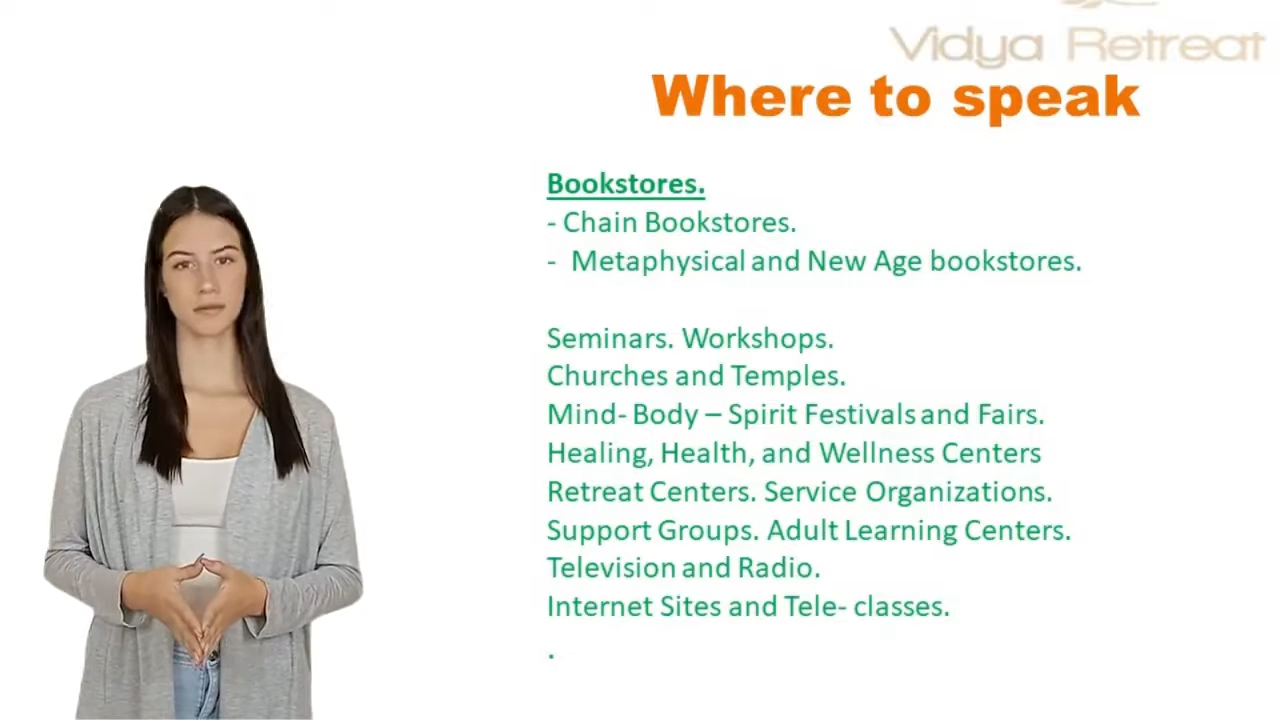 Vidya Retreat
Where to speak
Bookstores.
- Chain Bookstores.
- Metaphysical and New Age bookstores.
Seminars. Workshops.
Churches and Temples.
Mind- Body – Spirit Festivals and Fairs.
Healing, Health, and Wellness Centers
Retreat Centers. Service Organizations.
Support Groups. Adult Learning Centers.
Television and Radio.
Internet Sites and Tele- classes.
.